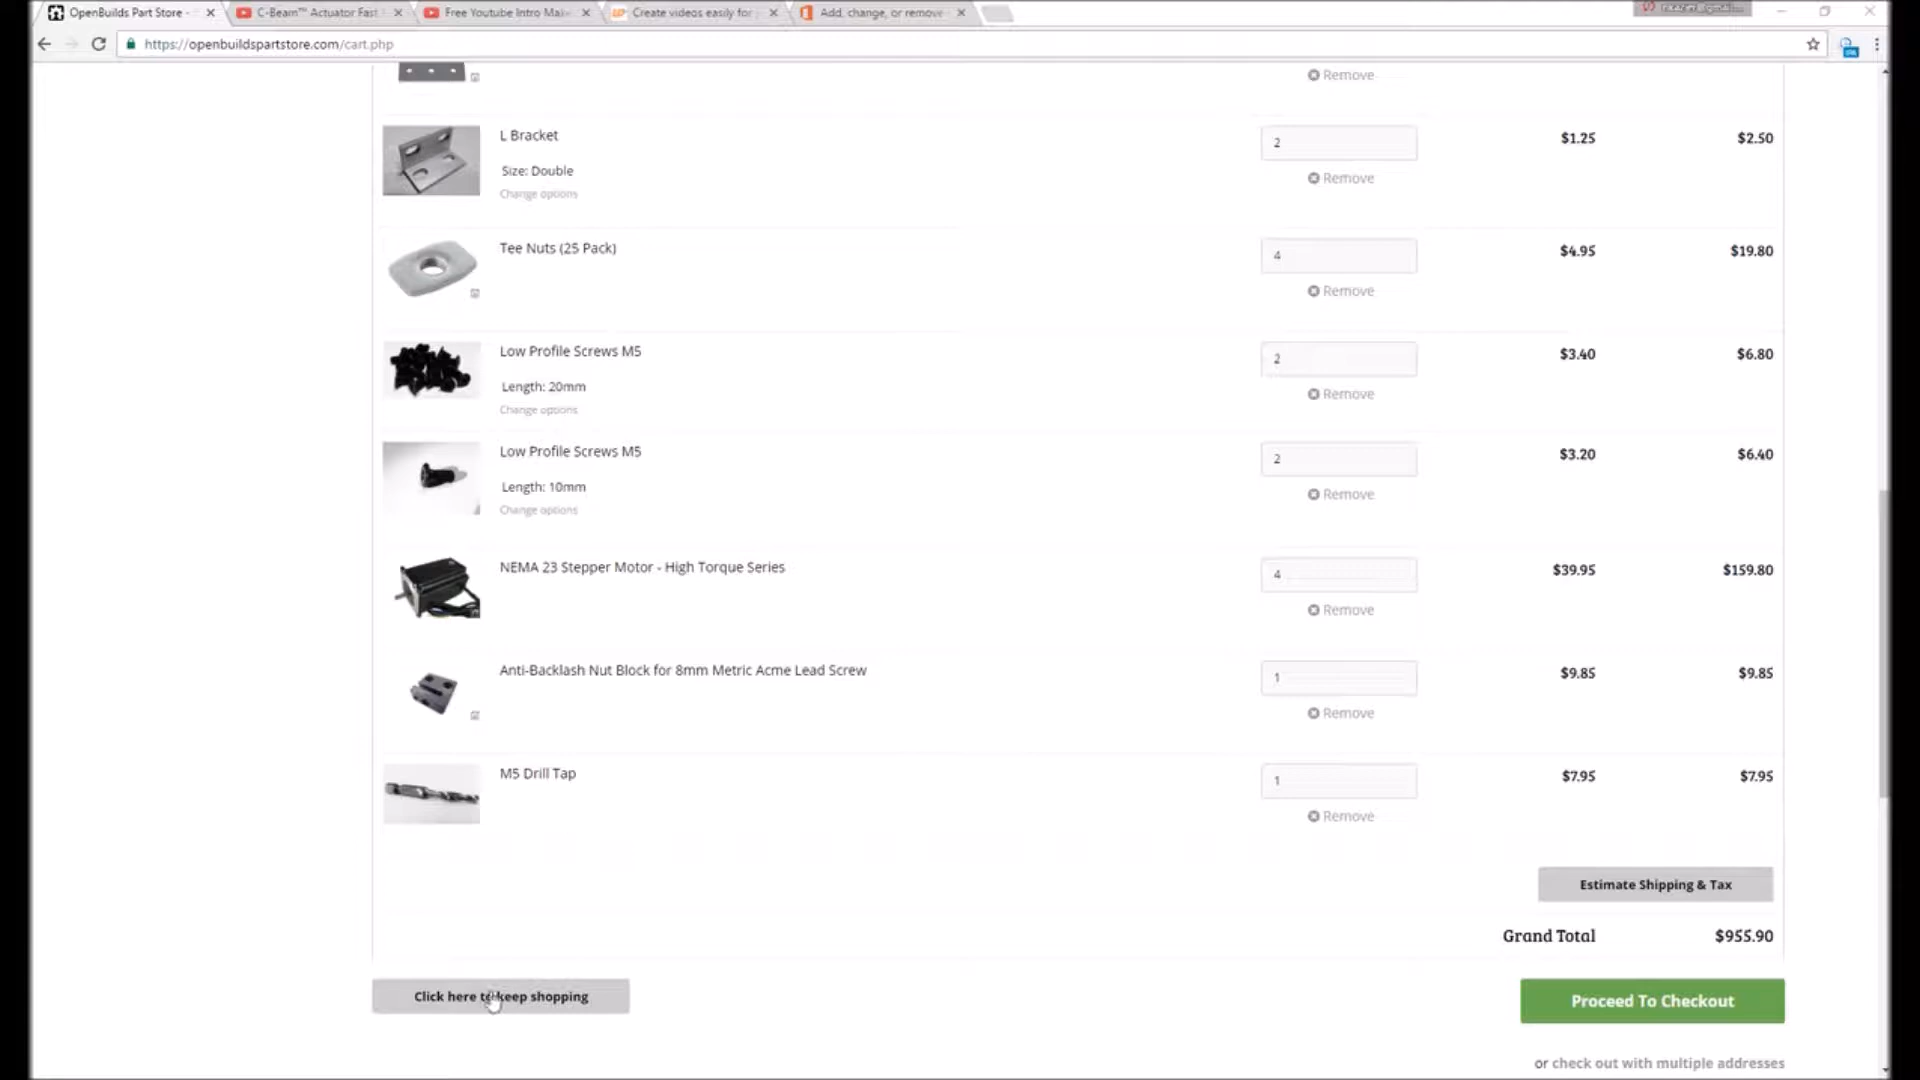 OpenBuilds Part Store -
C-Beam™ Actuator Fast
Free Youtube Intro Mak
Create videos easily for
Add, change, or remove
https://openbuildspartstore.com/cart.php
Remove
L Bracket
Size: Double
Change options
2
Remove
$1.25
$2.50
Tee Nuts (25 Pack)
4
Remove
$4.95
$19.80
Low Profile Screws M5
Length: 20mm
Change options
2
Remove
$3.40
$6.80
Low Profile Screws M5
Length: 10mm
Change options
2
Remove
$3.20
$6.40
NEMA 23 Stepper Motor - High Torque Series
4
Remove
$39.95
$159.80
Anti-Backlash Nut Block for 8mm Metric Acme Lead Screw
1
Remove
$9.85
$9.85
M5 Drill Tap
1
Remove
$7.95
$7.95
Estimate Shipping & Tax
Grand Total $955.90
Click here to keep shopping
Proceed To Checkout
or check out with multiple addresses